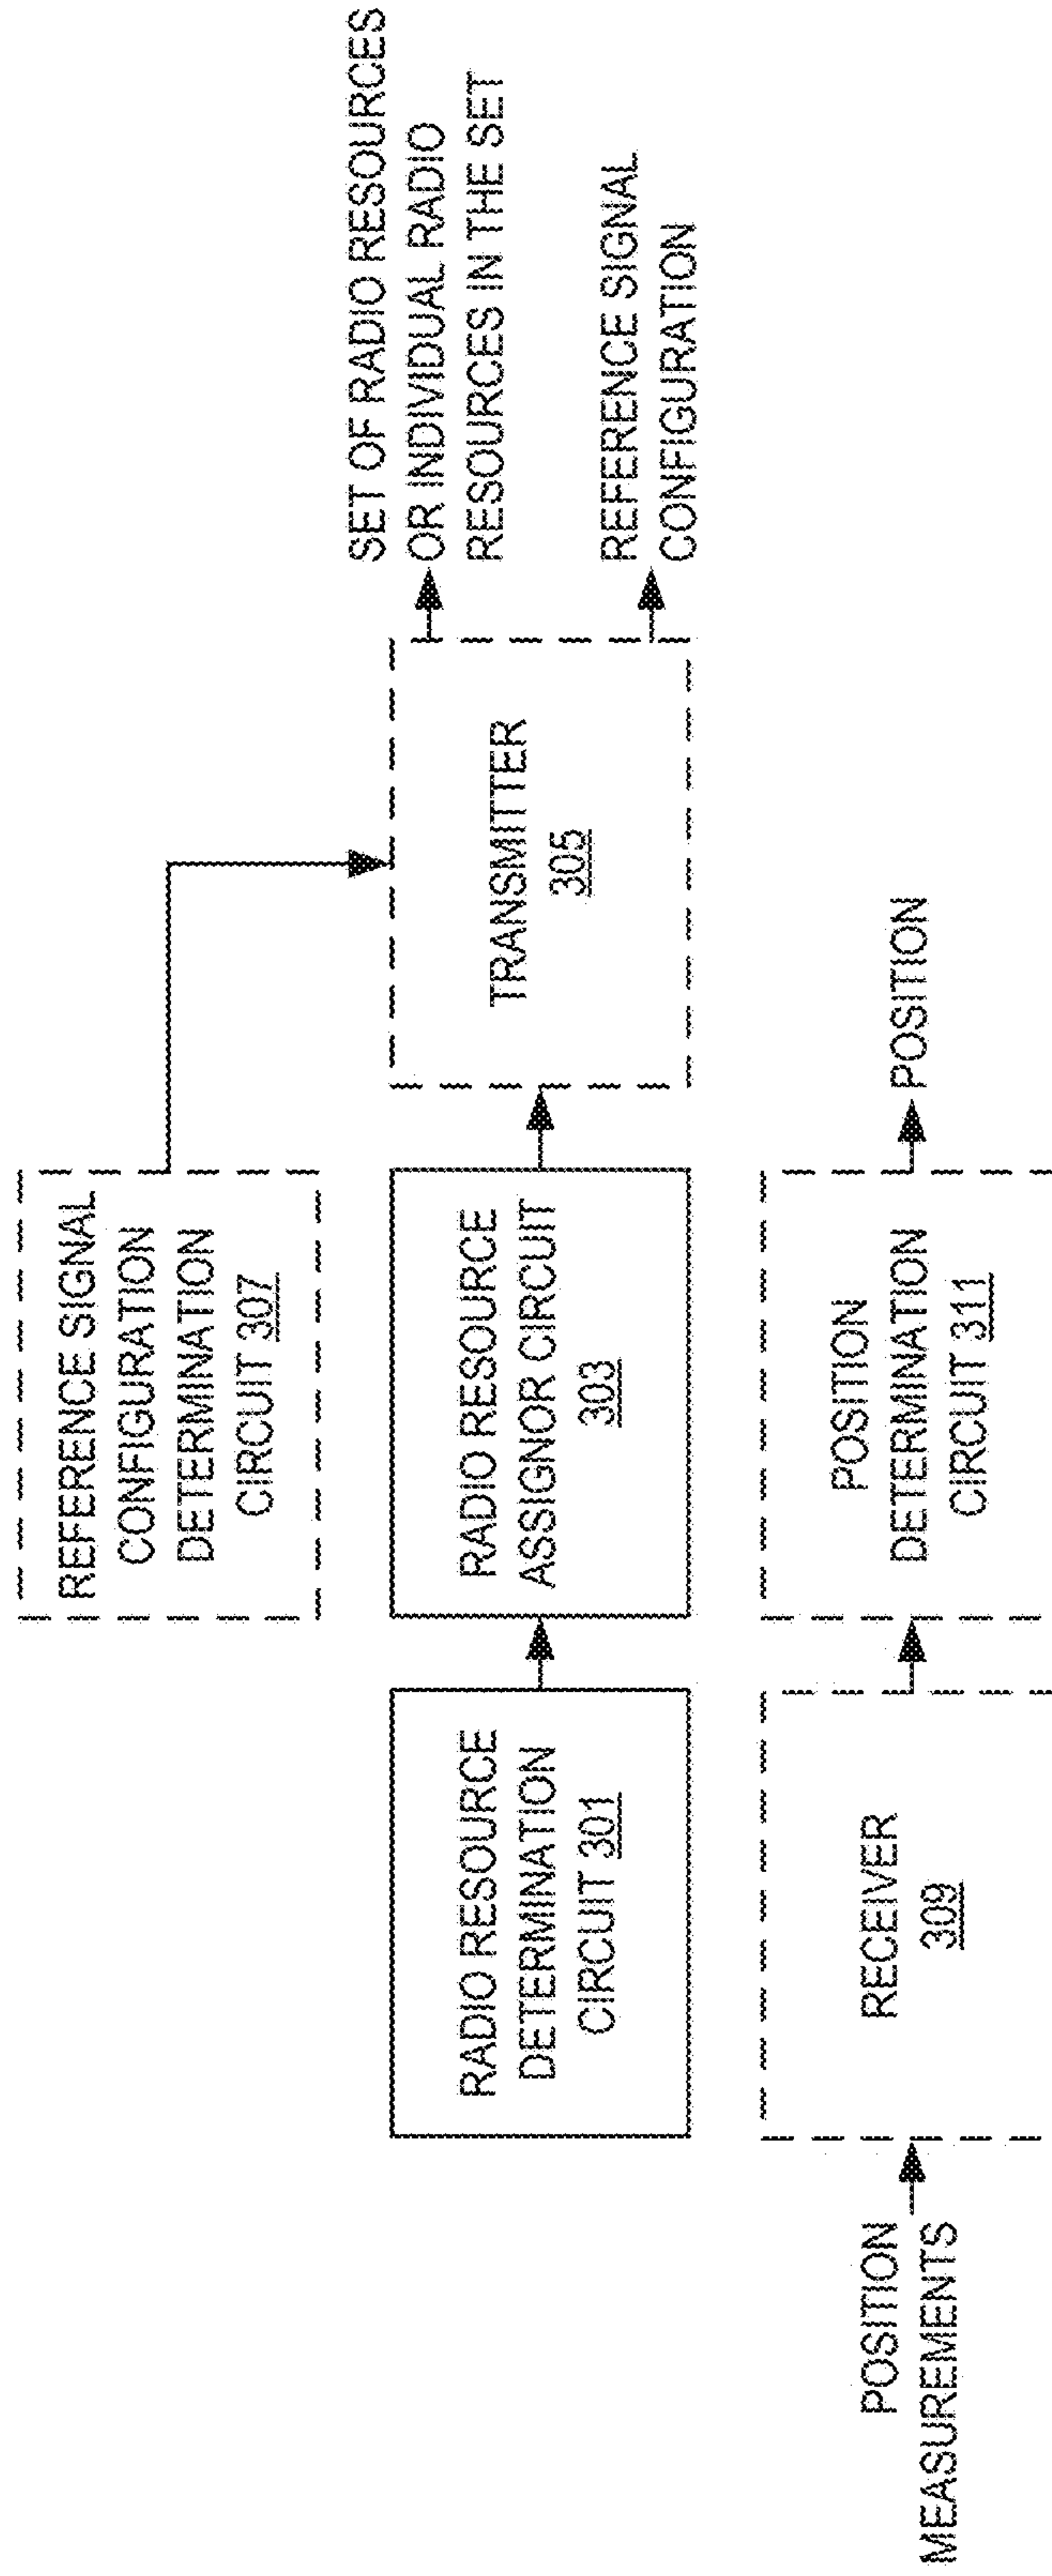 REFERENCE SIGNAL
CONFIGURATION
DETERMINATION
CIRCUIT 307
RADIO RESOURCE
DETERMINATION
CIRCUIT 301
RADIO RESOURCE
ASSIGNOR CIRCUIT
303
TRANSMITTER
305
SET OF RADIO RESOURCES
OR INDIVIDUAL RADIO
RESOURCES IN THE SET
REFERENCE SIGNAL
CONFIGURATION
POSITION
MEASUREMENTS
RECEIVER
309
POSITION
DETERMINATION
CIRCUIT 311
POSITION